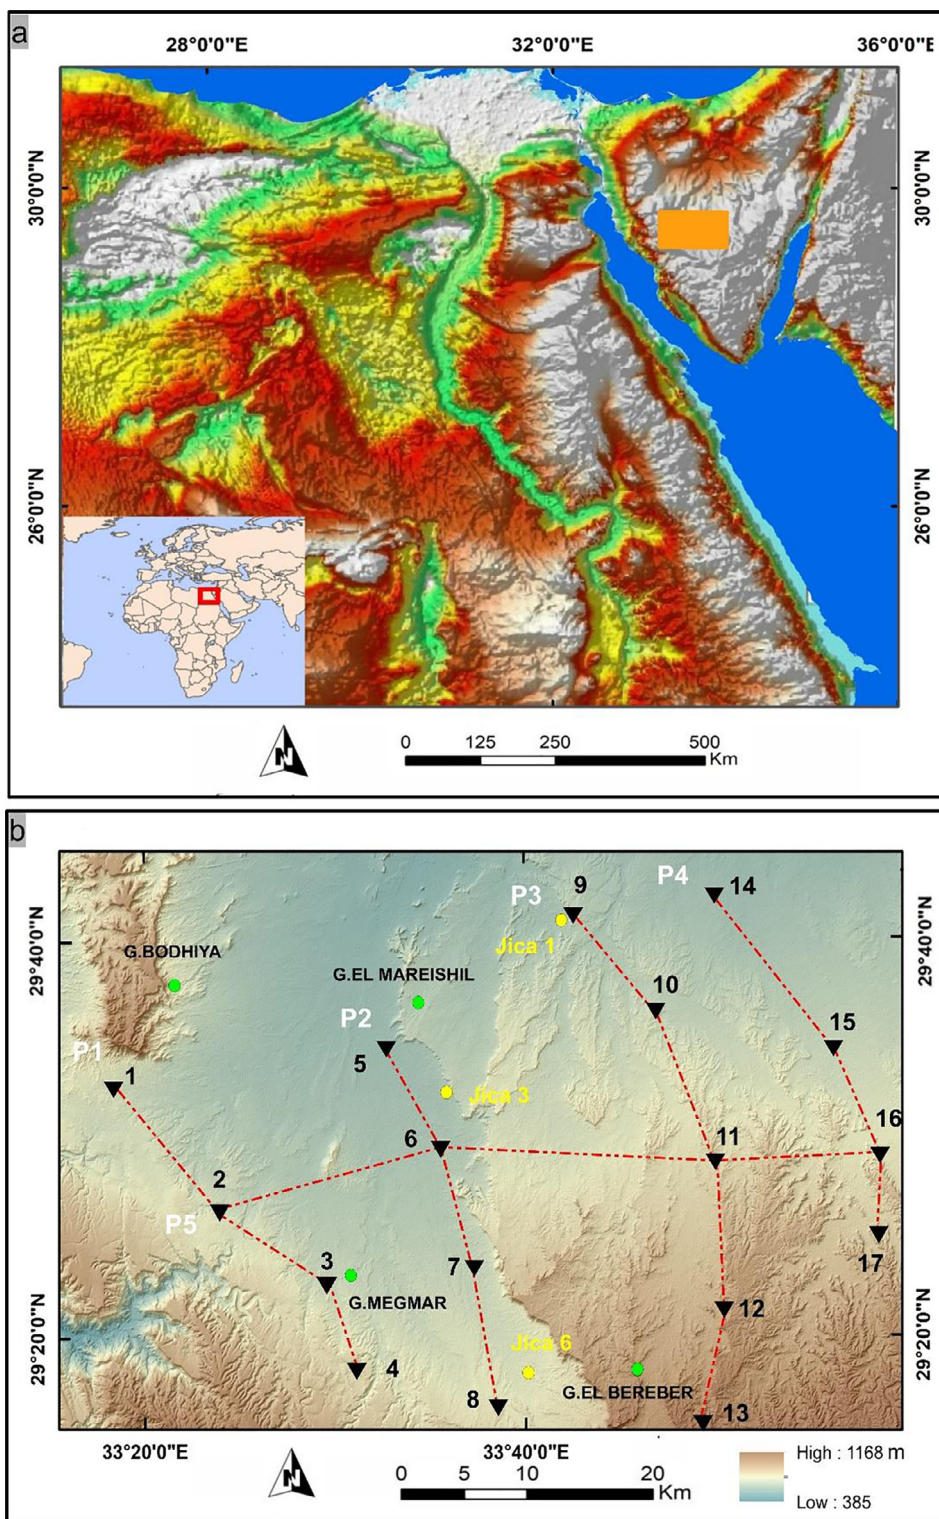 a
28°0'0"E 32°0'0"E 36°0'0"E
30°0'0"N
30°0'0"N
26°0'0"N
26°0'0"N
N
0 125 250 500
Km
b
P3 9 P4 14
29°40'0"N
29°40'0"N
G.BODHIYA
Jica 1
G.EL MAREISHIL
10
P2
15
P1
5
1
Jica 3
6
11
16
2
P5
3
7
17
G.MEGMAR
12
29°20'0"N
29°20'0"N
Jica 6
4
8
G.EL BEREBER
13
33°20'0"E 33°40'0"E
N
0 5 10 20
Km
High : 1168 m
Low : 385